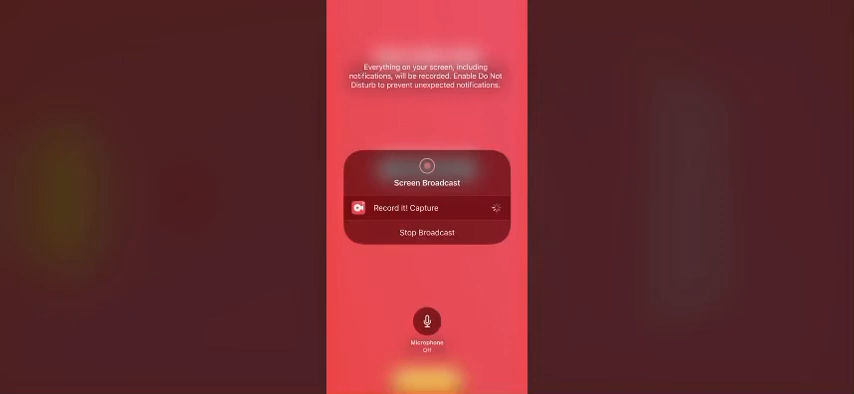 Everything on your screen, including
notifications, will be recorded. Enable Do Not
Disturb to prevent unexpected notifications.
Screen Broadcast
Record it! Capture
Stop Broadcast
Microphone
Off